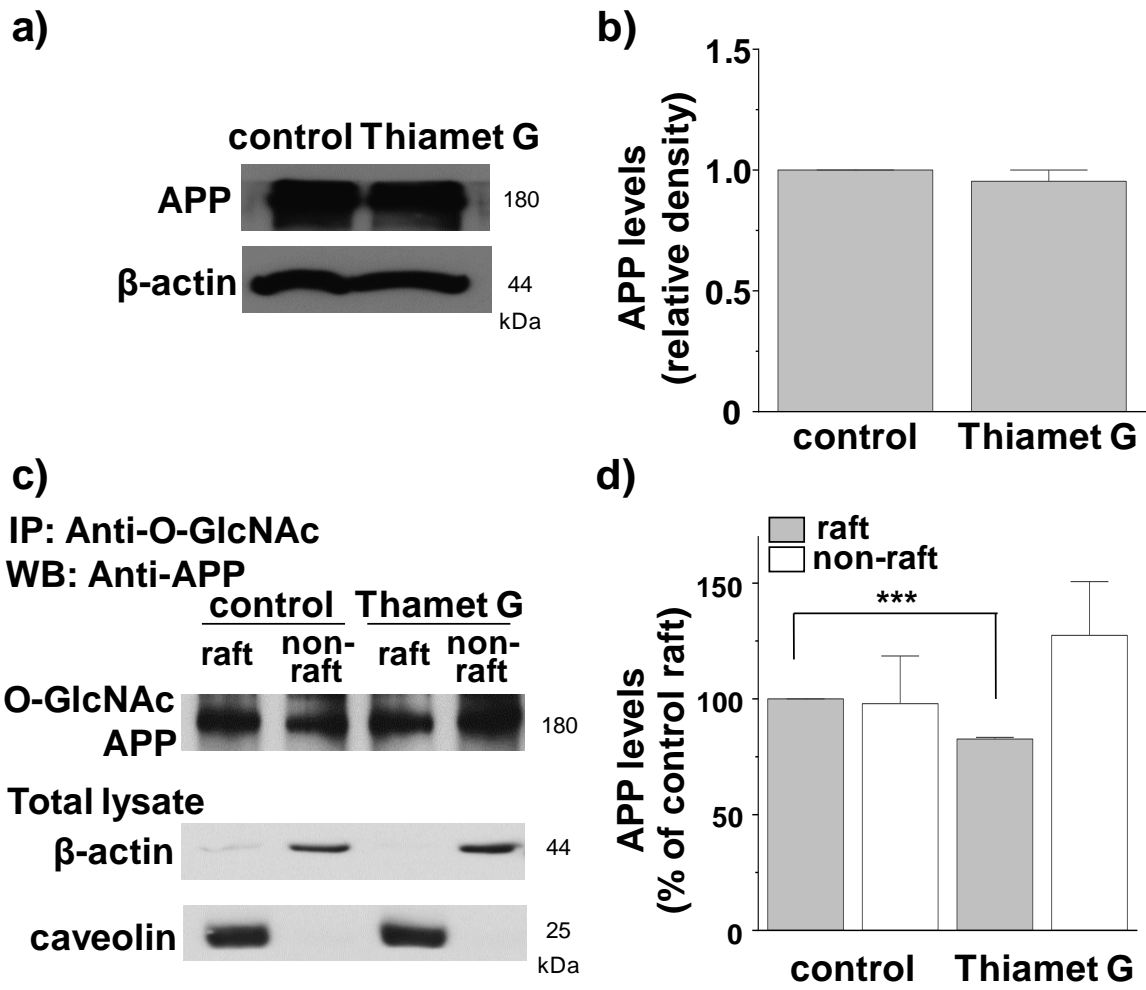 a)
control Thiamet G
APP
180
β-actin
44
kDa
b)
1.5
1.0
0.5
0
APP levels
(relative density)
control Thiamet G
c)
IP: Anti-O-GlcNAc
WB: Anti-APP
control Thamet G
raft non-raft raft non-raft
O-GlcNAc
APP
180
Total lysate
β-actin
44
caveolin
25
kDa
d)
raft
non-raft
***
150
100
50
0
APP levels
(% of control raft)
control Thiamet G